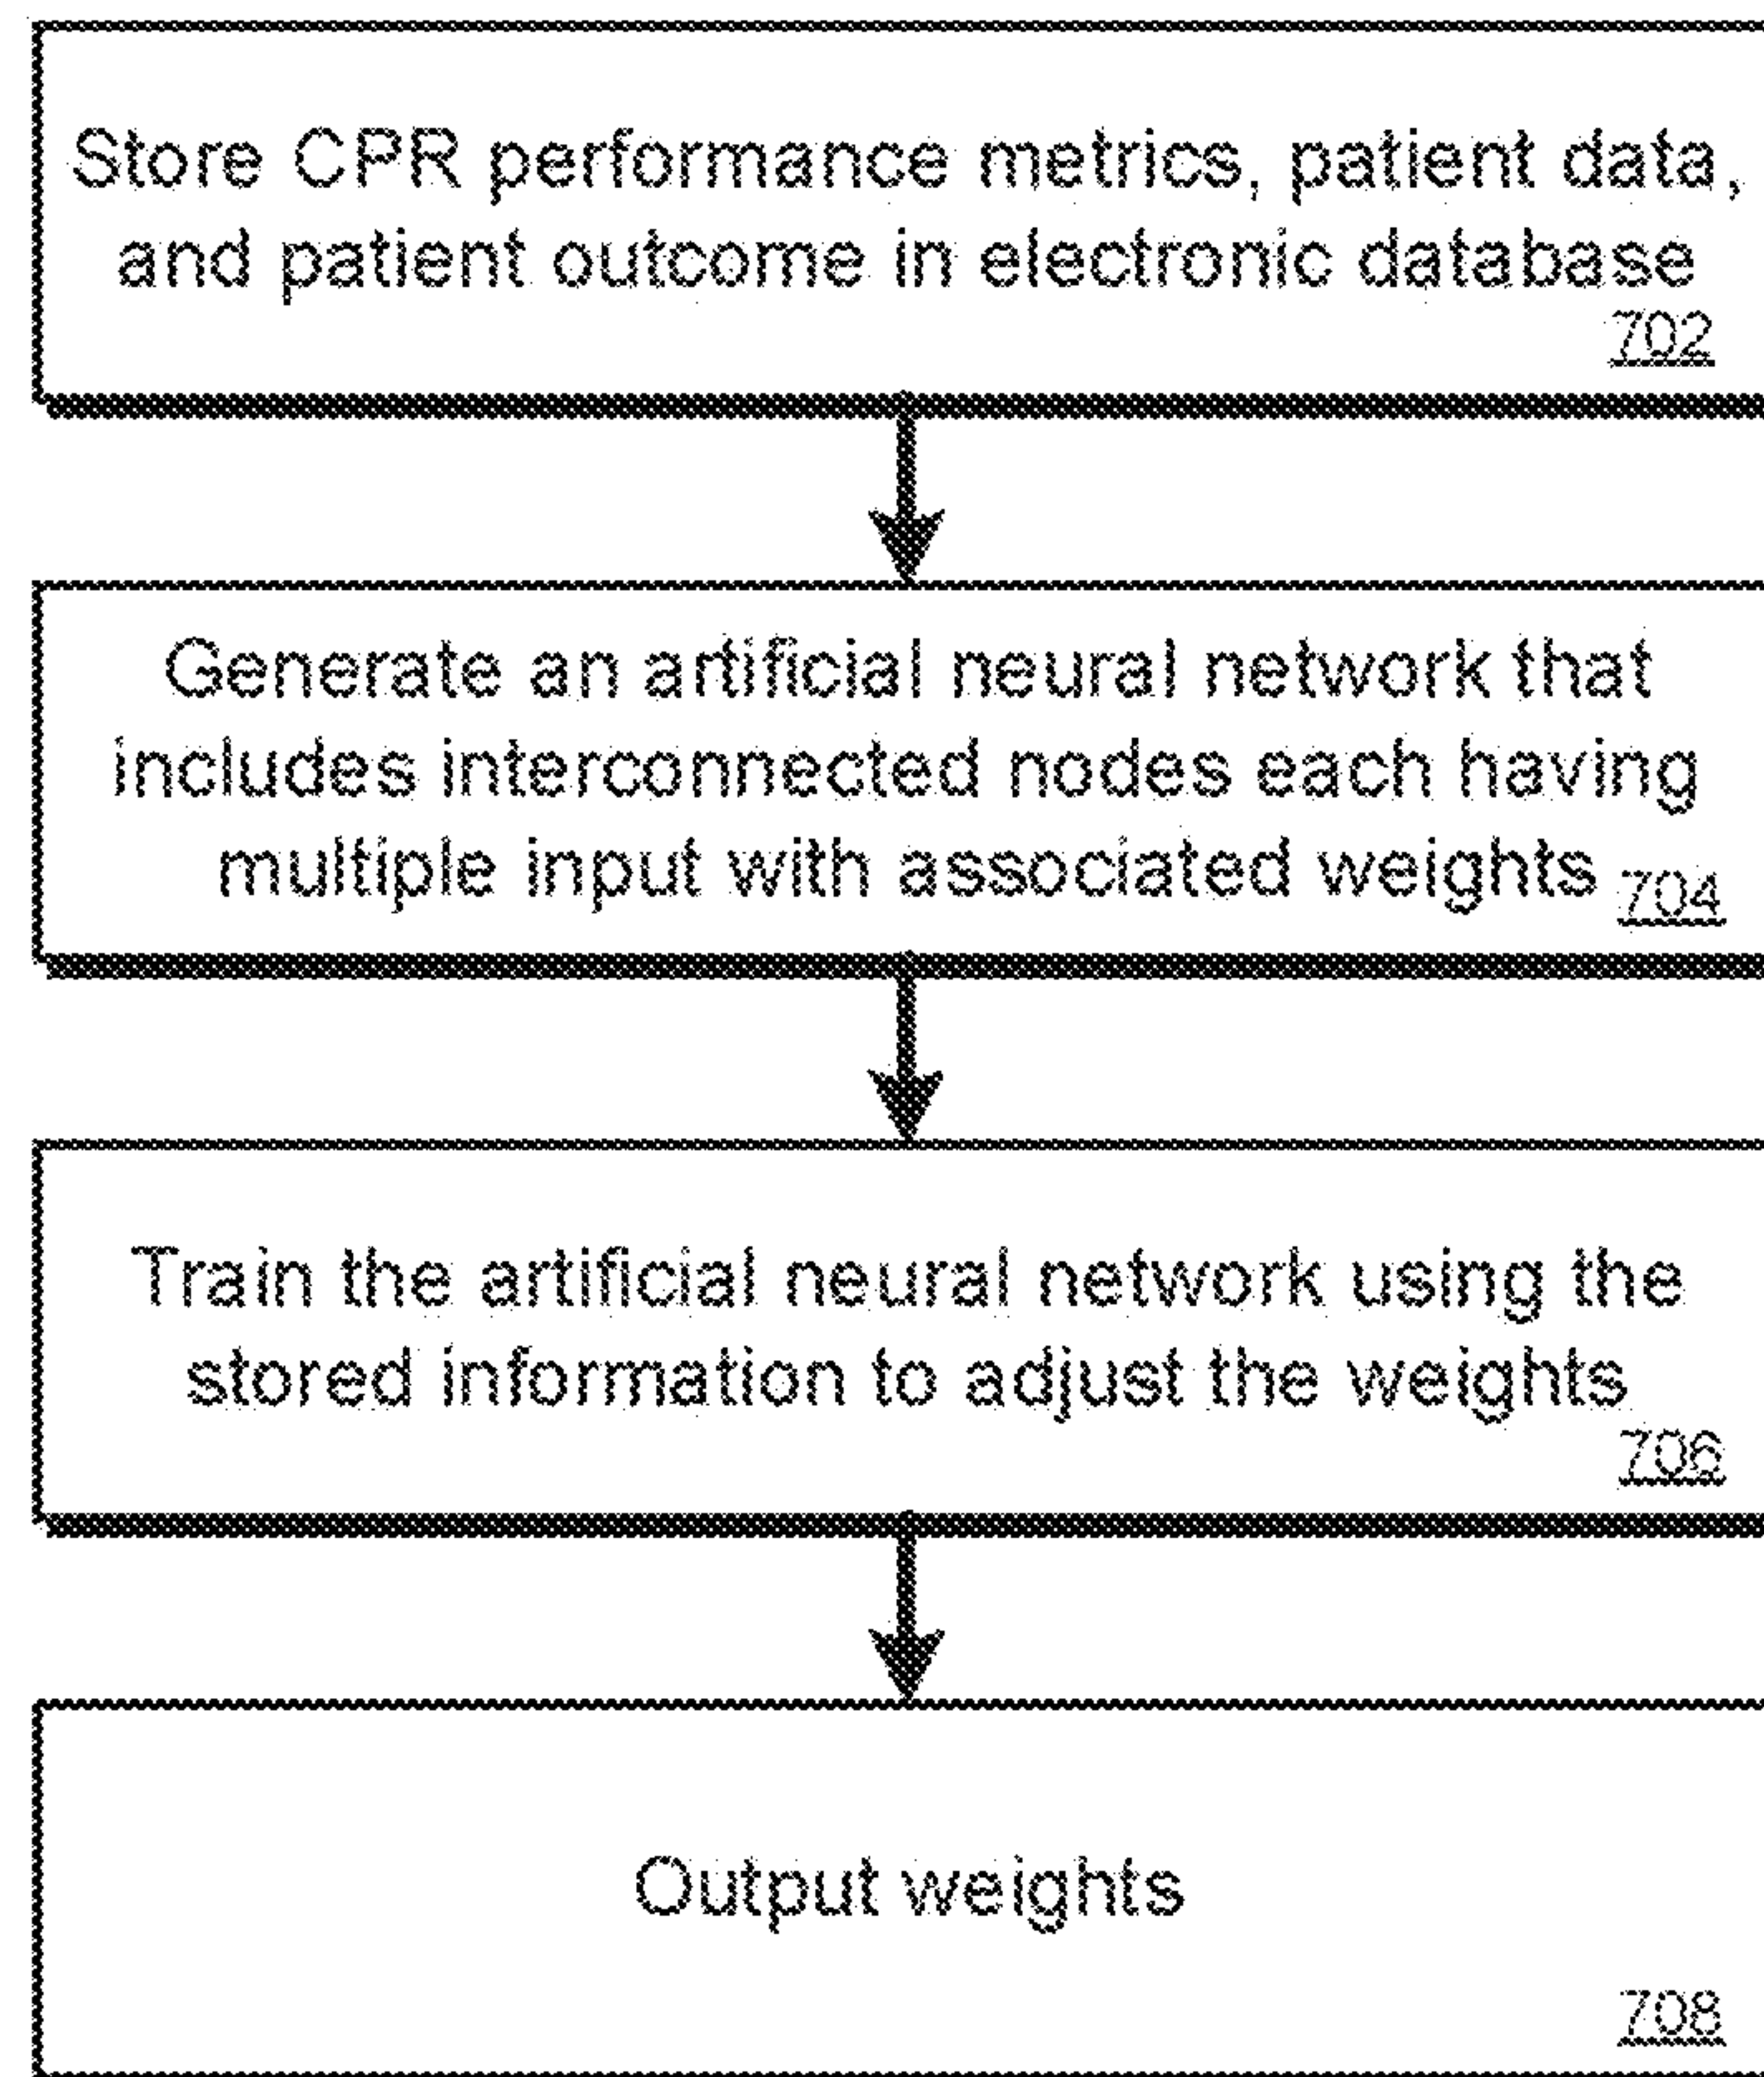 Store CPR performance metrics, patient data,
and patient outcome in electronic database
702
Generate an artificial neural network that
includes interconnected nodes each having
multiple input with associated weights 704
Train the artificial neural network using the
stored information to adjust the weights
706
Output weights
708